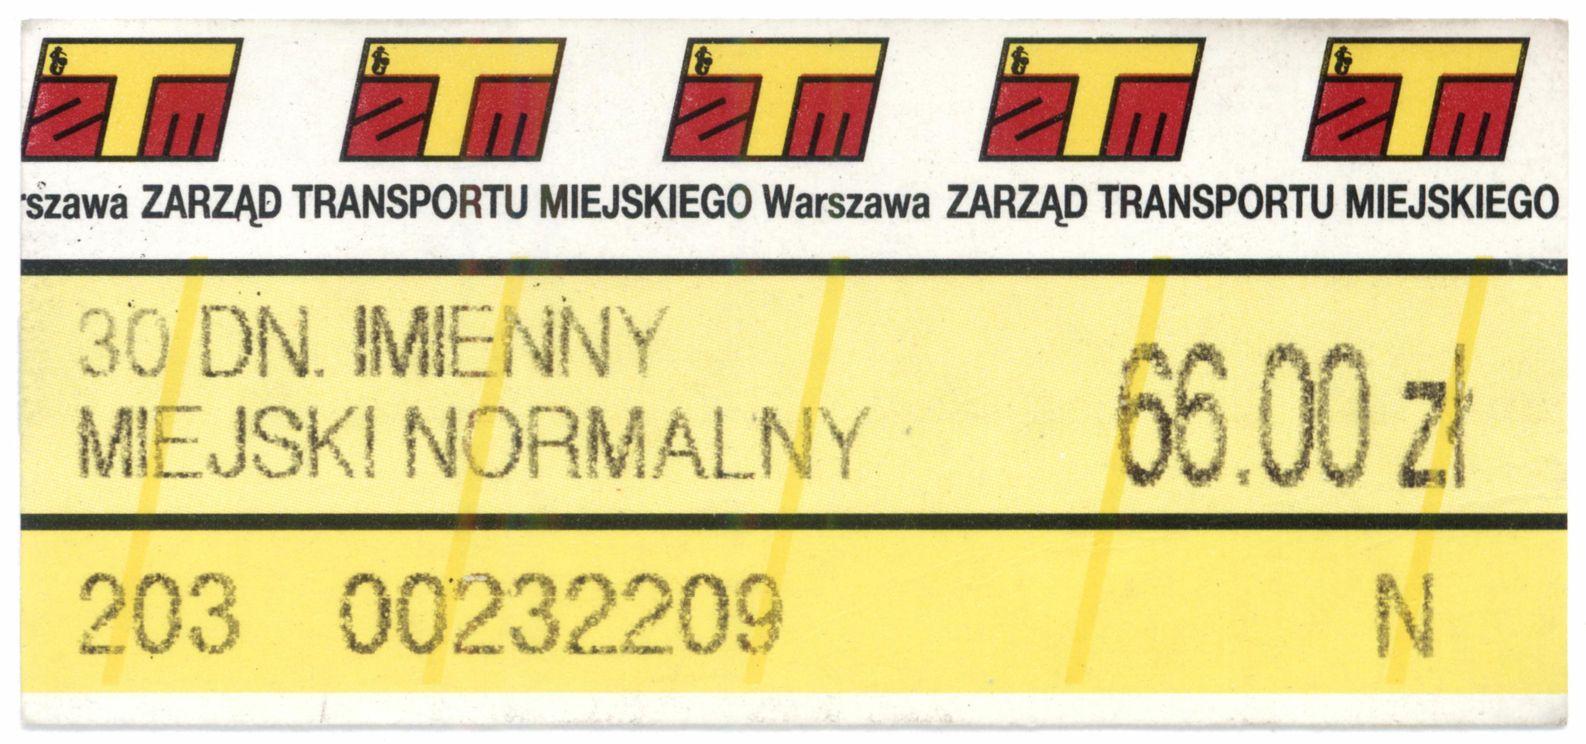 ZTM ZTM ZTM ZTM ZTM
rszawa ZARZĄD TRANSPORTU MIEJSKIEGO Warszawa ZARZĄD TRANSPORTU MIEJSKIEGO
30 DN. IMIENNY
MIEJSKI NORMALNY 66.00 zł
203 00232209 N